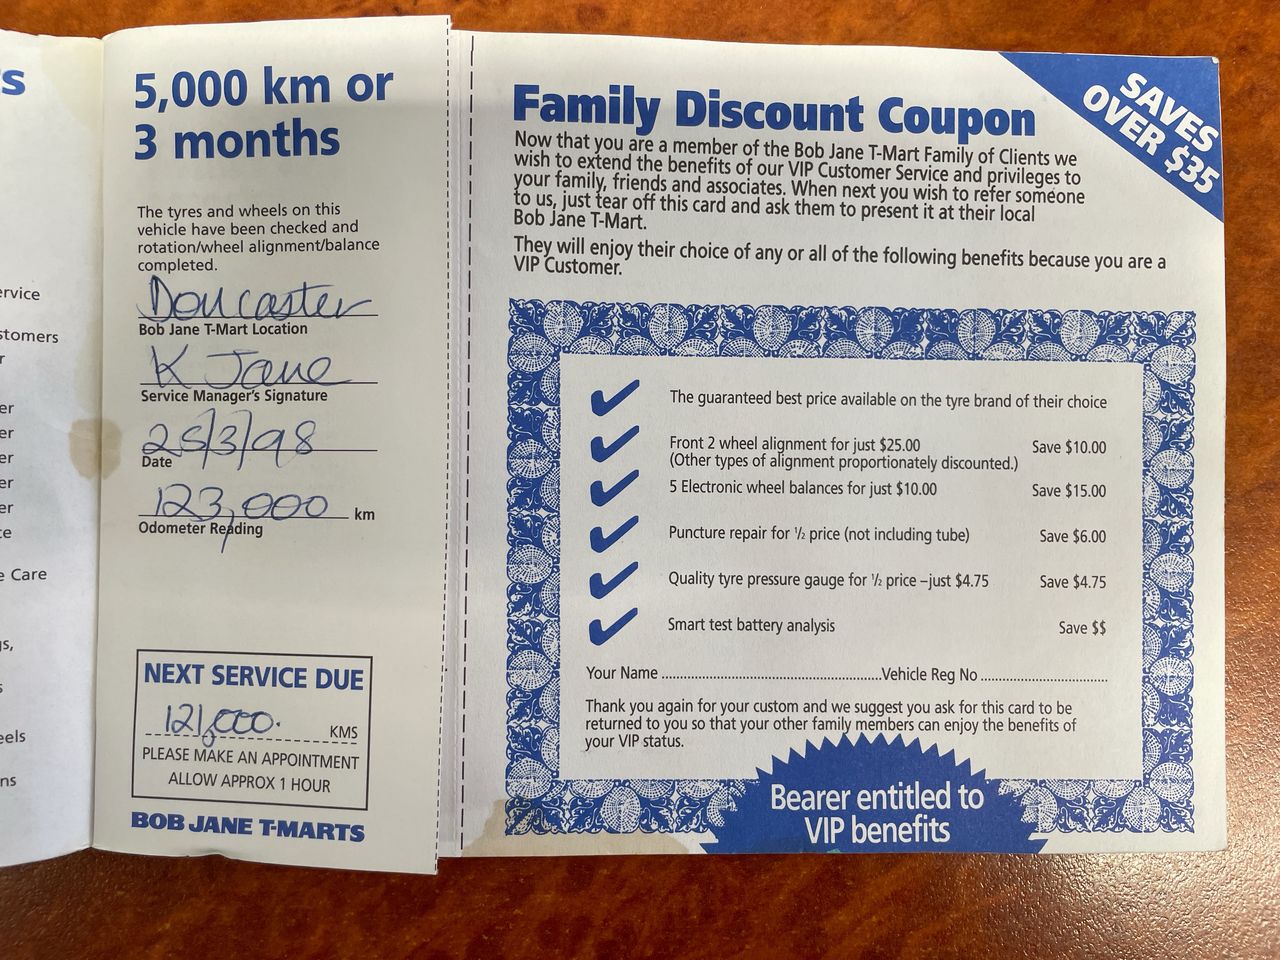 s
ervice
stomers
r
er
er
er
er
er
ce
e Care
gs,
s
eels
ns
5,000 km or
3 months
The tyres and wheels on this
vehicle have been checked and
rotation/wheel alignment/balance
completed.
Doncaster
Bob Jane T-Mart Location
K Jane
Service Manager's Signature
25/3/98
Date
123,000 km
Odometer Reading
NEXT SERVICE DUE
121,000. KMS
PLEASE MAKE AN APPOINTMENT
ALLOW APPROX 1 HOUR
BOB JANE T-MARTS
Family Discount Coupon
SAVES
OVER $35
Now that you are a member of the Bob Jane T-Mart Family of Clients we
wish to extend the benefits of our VIP Customer Service and privileges to
your family, friends and associates. When next you wish to refer someone
to us, just tear off this card and ask them to present it at their local
Bob Jane T-Mart.
They will enjoy their choice of any or all of the following benefits because you are a
VIP Customer.
The guaranteed best price available on the tyre brand of their choice
Front 2 wheel alignment for just $25.00 Save $10.00
(Other types of alignment proportionately discounted.)
5 Electronic wheel balances for just $10.00 Save $15.00
Puncture repair for ½ price (not including tube) Save $6.00
Quality tyre pressure gauge for ½ price –just $4.75 Save $4.75
Smart test battery analysis Save $$
Your Name ........................................................Vehicle Reg No ................................
Thank you again for your custom and we suggest you ask for this card to be
returned to you so that your other family members can enjoy the benefits of
your VIP status.
Bearer entitled to
VIP benefits